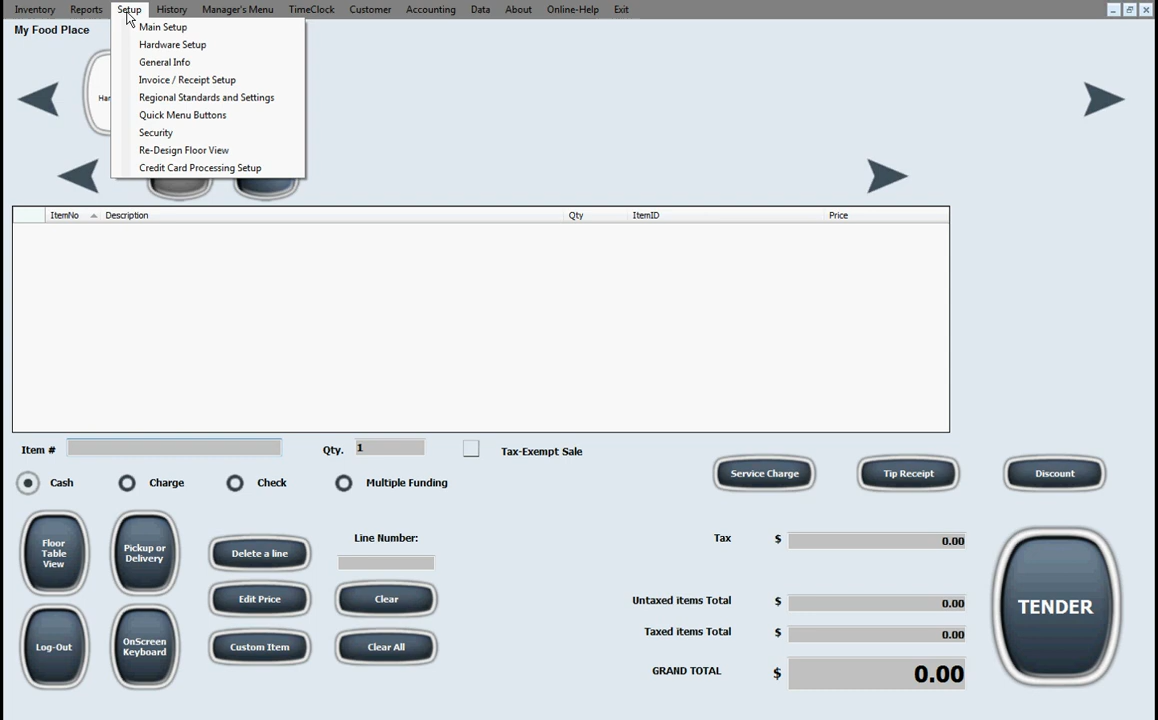 Inventory Reports Setup History Manager's Menu TimeClock Customer Accounting Data About Online-Help Exit
My Food Place
Main Setup
Hardware Setup
General Info
Invoice / Receipt Setup
Regional Standards and Settings
Quick Menu Buttons
Security
Re-Design Floor View
Credit Card Processing Setup
Har
ItemNo Description Qty ItemID Price
Item # Qty. 1 Tax-Exempt Sale
Cash Charge Check Multiple Funding
Service Charge Tip Receipt Discount
Floor
Table
View
Pickup or
Delivery
Delete a line
Line Number:
Edit Price
Clear
Log-Out
OnScreen
Keyboard
Custom Item
Clear All
Tax $ 0.00
Untaxed items Total $ 0.00
Taxed items Total $ 0.00
GRAND TOTAL $ 0.00
TENDER